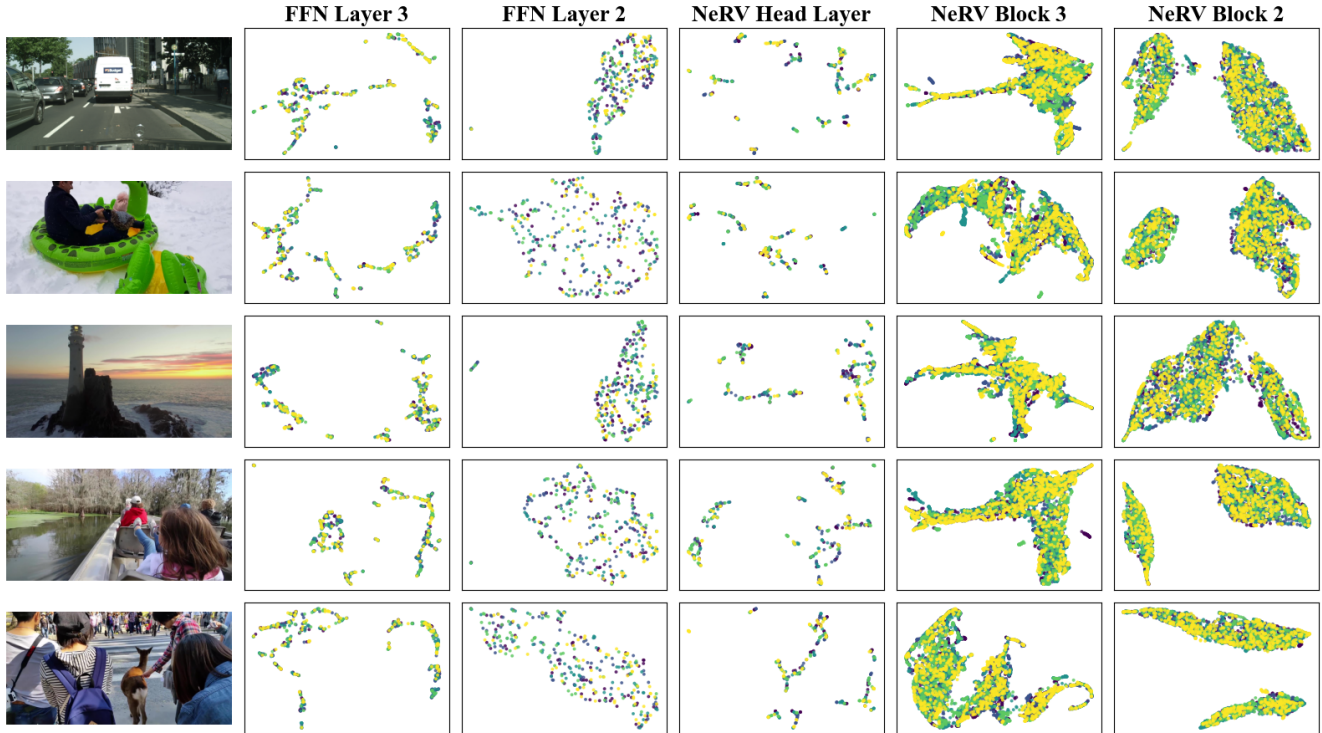 FFN Layer 3
FFN Layer 2
NeRV Head Layer
NeRV Block 3
NeRV Block 2